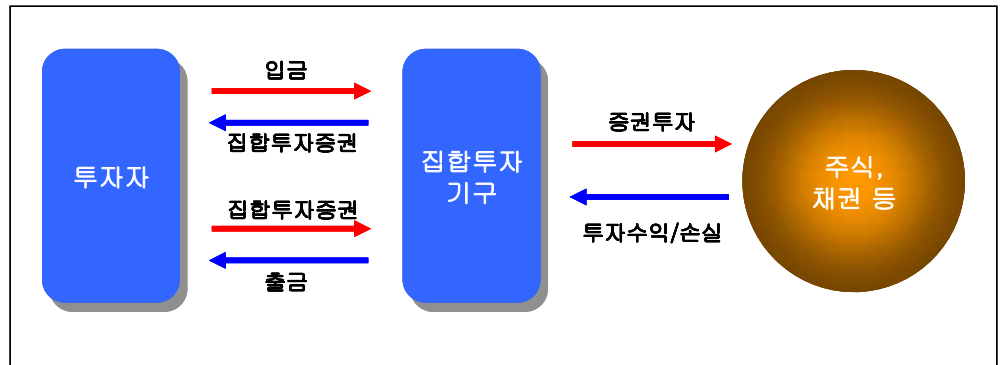 투자자
입금
집합투자증권
집합투자증권
출금
집합투자
기구
증권투자
투자수익/손실
주식,
채권 등